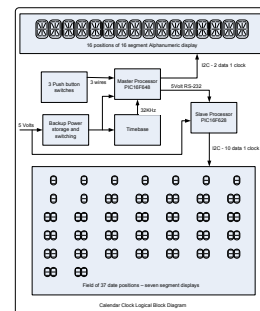 16 positions of 16 segment Alphanumeric display
I2C - 2 data 1 clock
3 Push button
switches
3 wires
Master Processor
PIC16F648
5Volt RS-232
32KHz
Slave Processor
PIC16F628
5 Volts
Backup Power
storage and
switching
Timebase
I2C - 10 data 1 clock
Field of 37 date positions – seven segment displays
Calendar Clock Logical Block Diagram